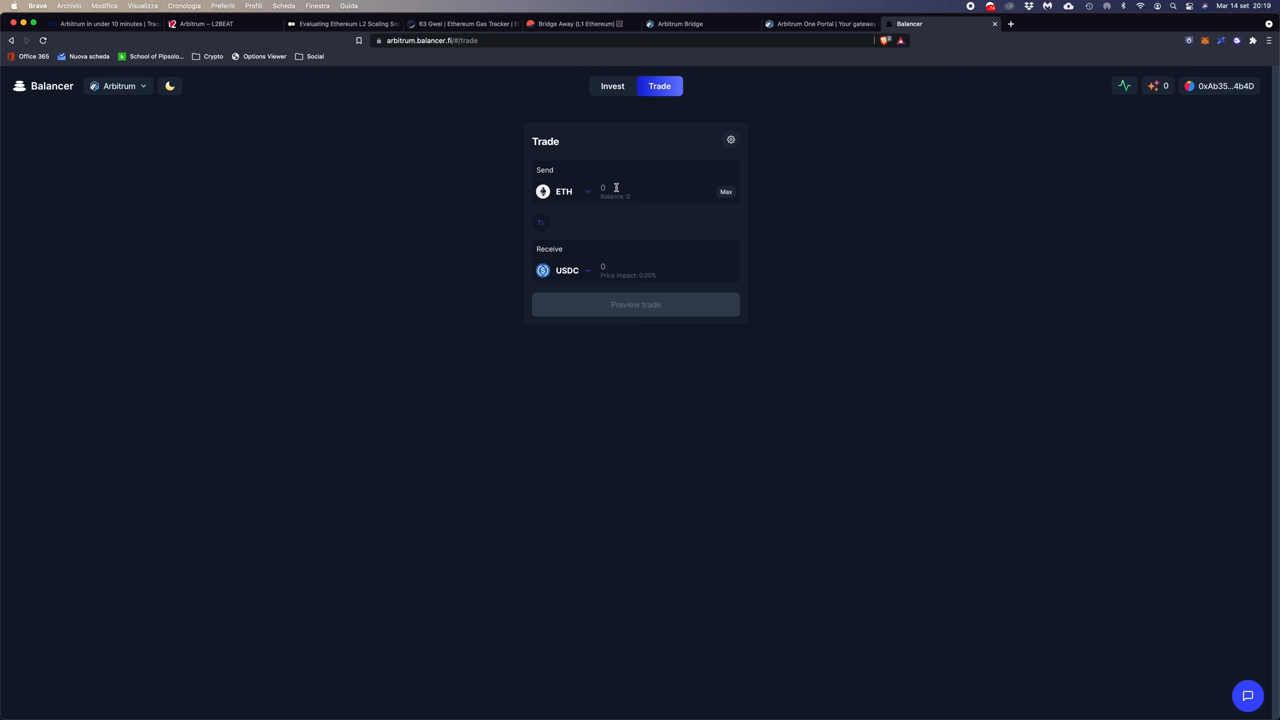 Brave Archivio Modifica Visualizza Cronologia Preferiti Profili Scheda Finestra Guida Mar 14 set 20:19
Arbitrum in under 10 minutes | Trac Arbitrum – L2BEAT Evaluating Ethereum L2 Scaling Sol 63 Gwei | Ethereum Gas Tracker | E Bridge Away (L1 Ethereum) Arbitrum Bridge Arbitrum One Portal | Your gateway Balancer
arbitrum.balancer.fi/#/trade
Office 365 Nuova scheda School of Pipsolo... Crypto Options Viewer Social
Balancer Arbitrum Invest Trade 0 0xAb35...4b4D
Trade
Send
ETH 0 Max
Balance: 0
Receive
USDC 0
Price impact: 0.00%
Preview trade